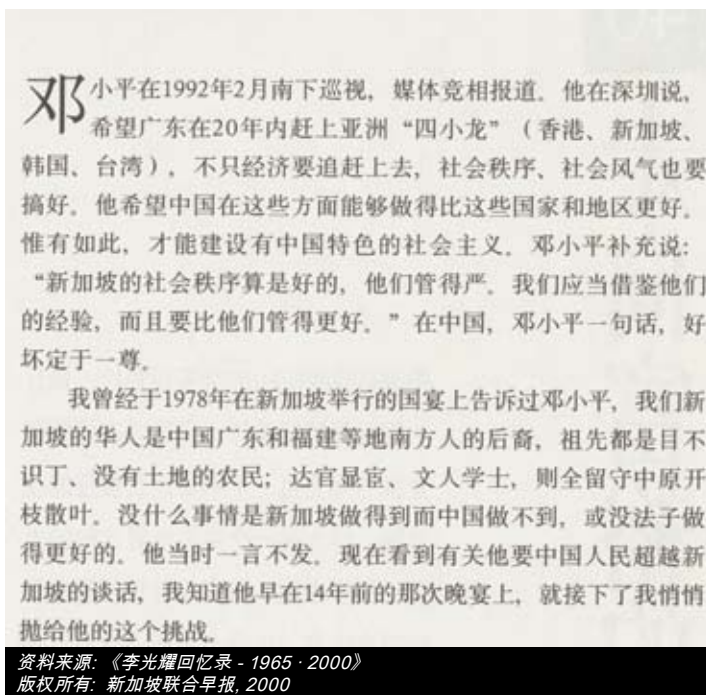 邓小平在1992年2月南下巡视，媒体竞相报道。他在深圳说，
希望广东在20年内赶上亚洲“四小龙”（香港、新加坡、
韩国、台湾），不只经济要追赶上去，社会秩序、社会风气也要
搞好。他希望中国在这些方面能够做得比这些国家和地区更好。
惟有如此，才能建设有中国特色的社会主义。邓小平补充说：
“新加坡的社会秩序算是好的，他们管得严。我们应当借鉴他们
的经验，而且要比他们管得更好。”在中国，邓小平一句话，好
坏定于一尊。
我曾经于1978年在新加坡举行的国宴上告诉过邓小平，我们新
加坡的华人是中国广东和福建等地南方人的后裔，祖先都是目不
识丁、没有土地的农民；达官显宦、文人学士，则全留守中原开
枝散叶。没什么事情是新加坡做得到而中国做不到，或没法子做
得更好的。他当时一言不发。现在看到有关他要中国人民超越新
加坡的谈话，我知道他早在14年前的那次晚宴上，就接下了我悄悄
抛给他的这个挑战。
资料来源:《李光耀回忆录 - 1965 · 2000》
版权所有: 新加坡联合早报, 2000